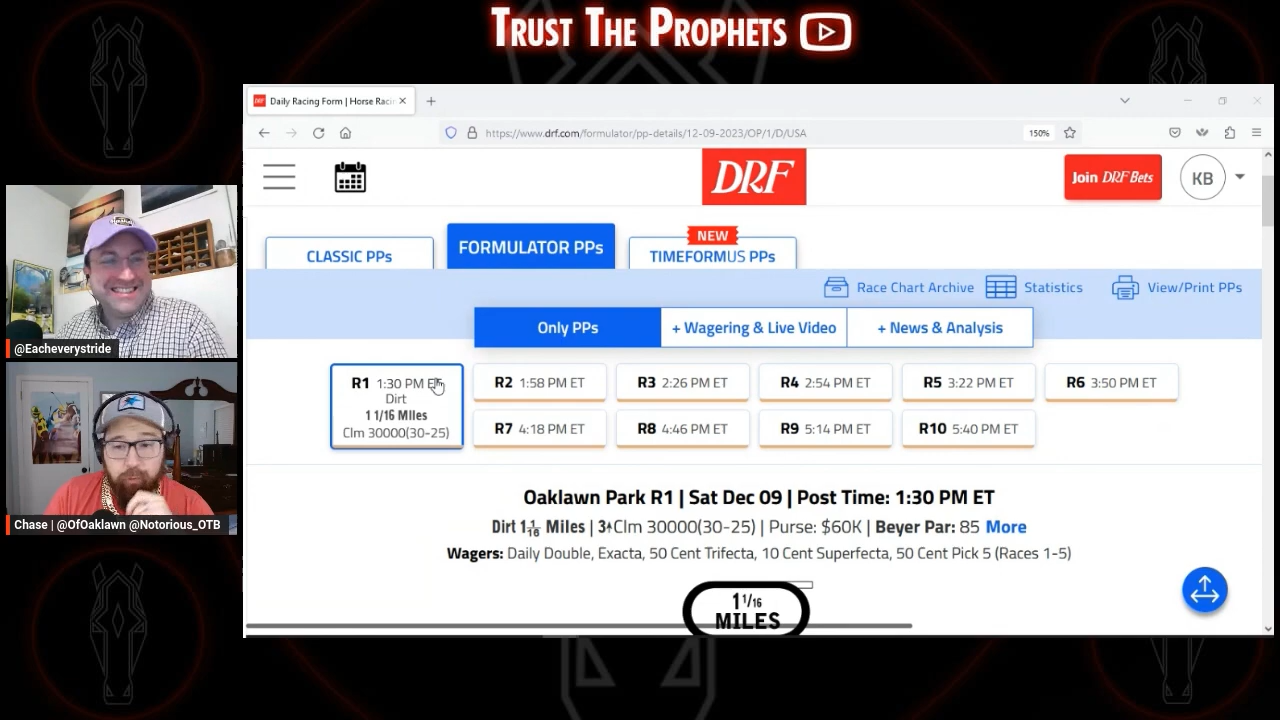 TRUST THE PROPHETS
Daily Racing Form | Horse Racin
https://www.drf.com/formulator/pp-details/12-09-2023/OP/1/D/USA
150%
DRF
Join DRF Bets
KB
CLASSIC PPs
FORMULATOR PPs
NEW
TIMEFORMUS PPs
Race Chart Archive
Statistics
View/Print PPs
Only PPs
+ Wagering & Live Video
+ News & Analysis
R1 1:30 PM ET
Dirt
1 1/16 Miles
Clm 30000(30-25)
R2 1:58 PM ET
R3 2:26 PM ET
R4 2:54 PM ET
R5 3:22 PM ET
R6 3:50 PM ET
R7 4:18 PM ET
R8 4:46 PM ET
R9 5:14 PM ET
R10 5:40 PM ET
@Eacheverystride
Chase | @OfOaklawn @Notorious_OTB
Oaklawn Park R1 | Sat Dec 09 | Post Time: 1:30 PM ET
Dirt 1 1/16 Miles | 3↑Clm 30000(30-25) | Purse: $60K | Beyer Par: 85 More
Wagers: Daily Double, Exacta, 50 Cent Trifecta, 10 Cent Superfecta, 50 Cent Pick 5 (Races 1-5)
1 1/16
MILES